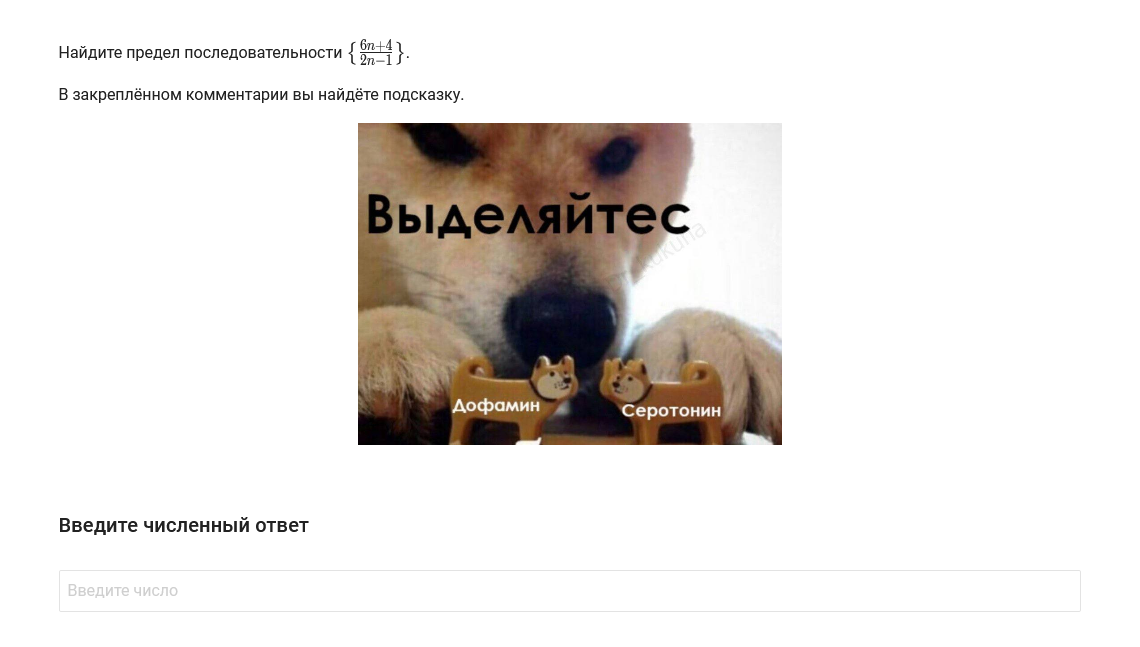 Найдите предел последовательности {\frac{6n+4}{2n−1}}.
В закреплённом комментарии вы найдёте подсказку.
Выделяйтес
Дофамин
Серотонин
Введите численный ответ
Введите число